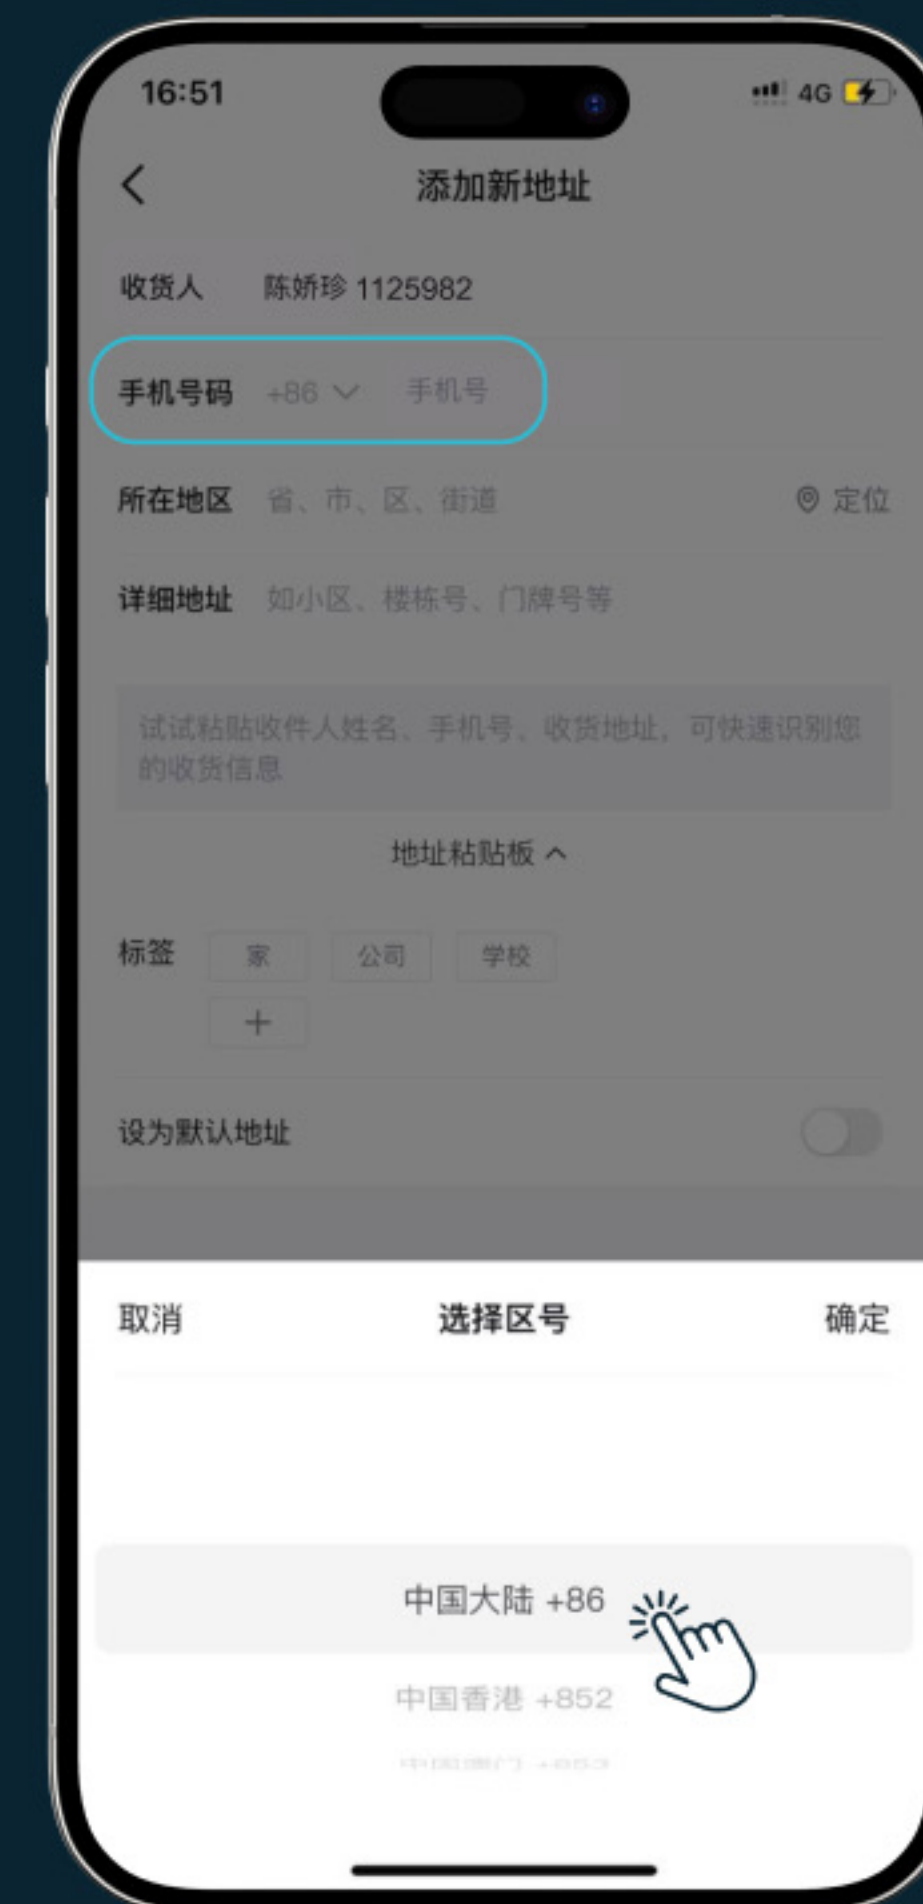 16:51
4G
添加新地址
收货人 陈娇珍 1125982
手机号码 +86 手机号
所在地区 省、市、区、街道 定位
详细地址 如小区、楼栋号、门牌号等
试试粘贴收件人姓名、手机号、收货地址，可快速识别您
的收货信息
地址粘贴板
标签 家 公司 学校
设为默认地址
取消 选择区号 确定
中国大陆 +86
中国香港 +852
中国澳门 +853